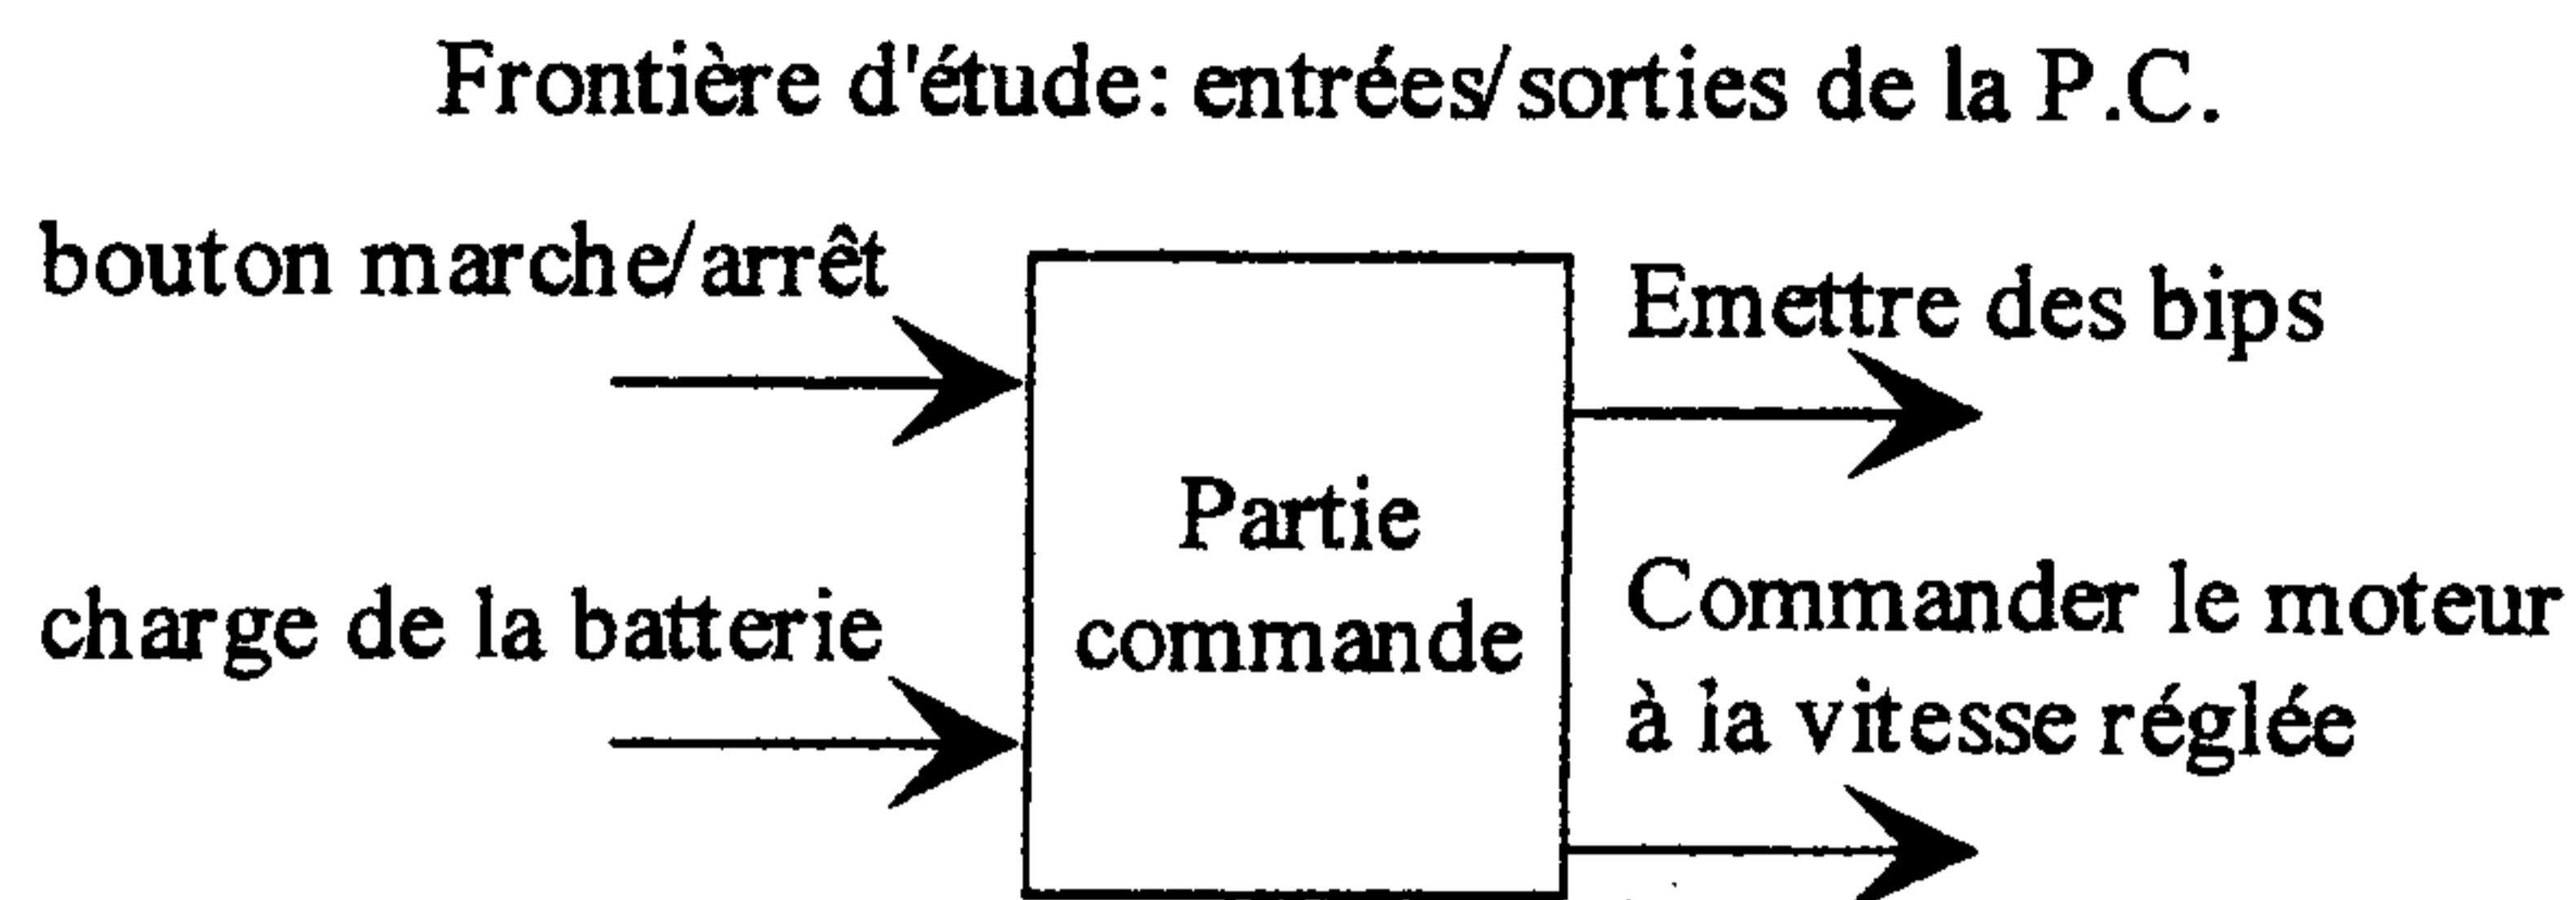 Frontière d'étude: entrées/sorties de la P.C.
bouton marche/arrêt
charge de la batterie
Partie
commande
Emettre des bips
Commander le moteur
à la vitesse réglée